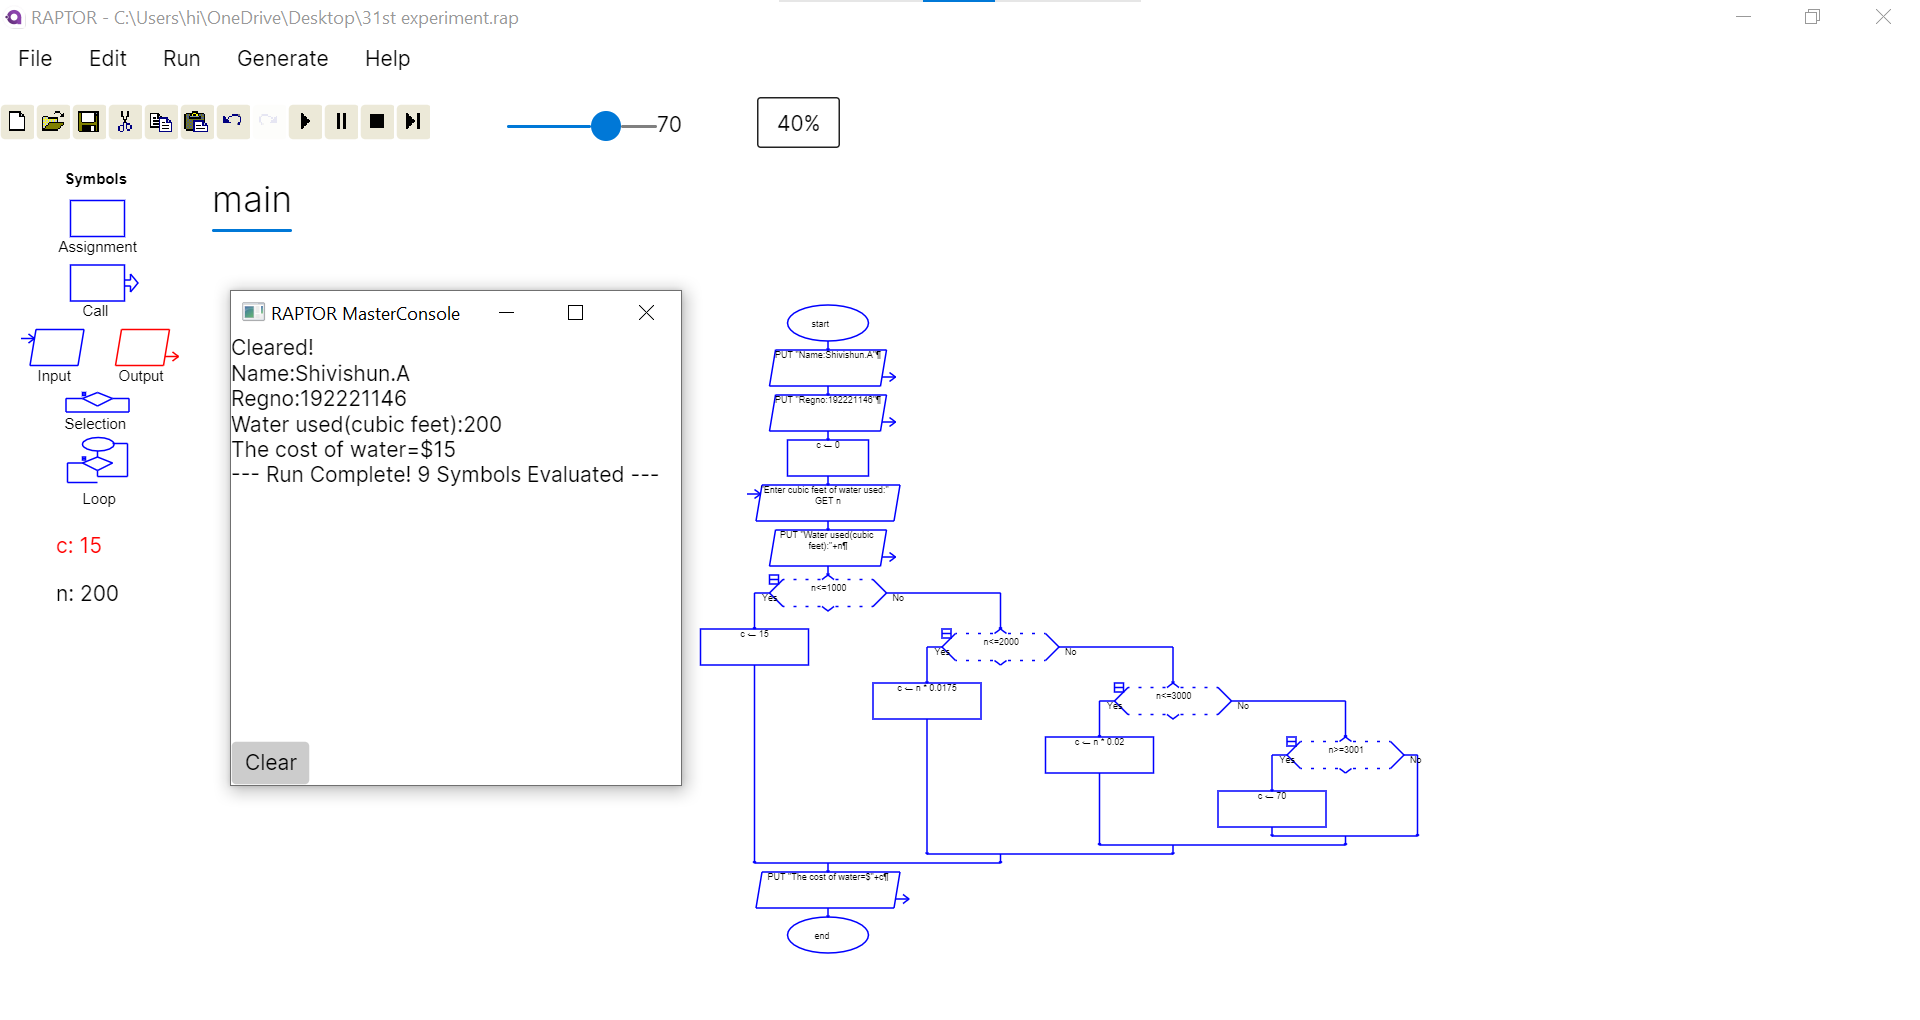 RAPTOR - C:\Users\hi\OneDrive\Desktop\31st experiment.rap
File Edit Run Generate Help
70
40%
Symbols
Assignment
Call
Input Output
Selection
Loop
c: 15
n: 200
main
RAPTOR MasterConsole
Cleared!
Name:Shivishun.A
Regno:192221146
Water used(cubic feet):200
The cost of water=$15
--- Run Complete! 9 Symbols Evaluated ---
Clear
start
PUT "Name:Shivishun.A"¶
PUT "Regno:192221146"¶
c ← 0
"Enter cubic feet of water used:"
GET n
PUT "Water used(cubic
feet):"+n¶
n<=1000
Yes No
c ← 15
n<=2000
Yes No
c ← n * 0.0175
n<=3000
Yes No
c ← n * 0.02
n>=3001
Yes No
c ← 70
PUT "The cost of water=$"+c¶
end